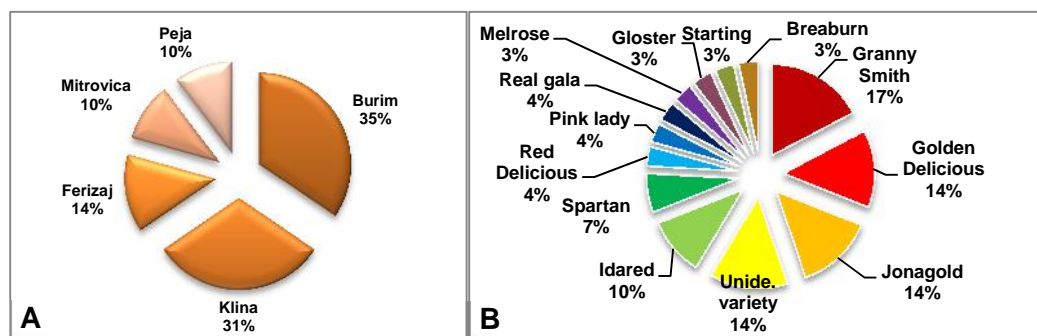 Peja
10%
Mitrovica
10%
Ferizaj
14%
Klina
31%
Burim
35%
A
Melrose
3%
Gloster
3%
Starting
3%
Breaburn
3%
Granny
Smith
17%
Real gala
4%
Pink lady
4%
Red
Delicious
4%
Golden
Delicious
14%
Spartan
7%
Idared
10%
Unide.
variety
14%
Jonagold
14%
B